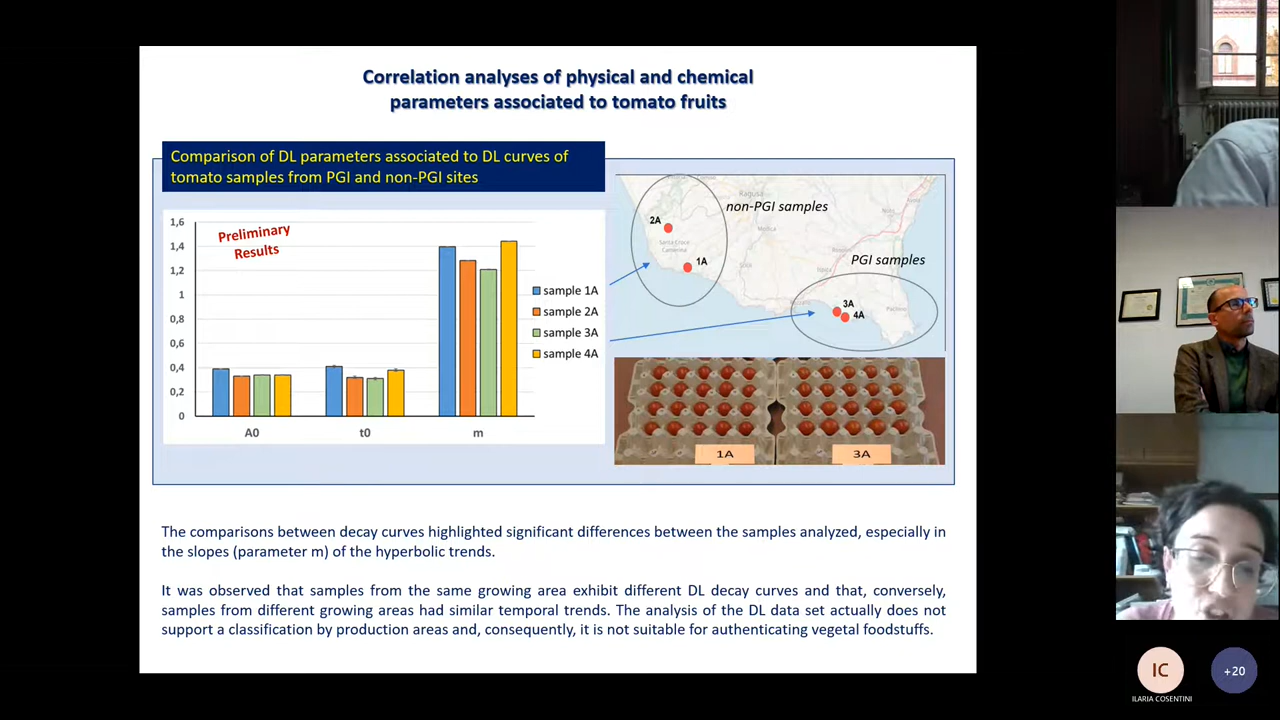 Correlation analyses of physical and chemical
parameters associated to tomato fruits
Comparison of DL parameters associated to DL curves of
tomato samples from PGI and non-PGI sites
Preliminary
Results
1,6
1,4
1,2
1
0,8
0,6
0,4
0,2
0
A0
t0
m
sample 1A
sample 2A
sample 3A
sample 4A
Ragusa
non-PGI samples
2A
Santa Croce
Camerina
1A
PGI samples
3A
4A
1A
3A
The comparisons between decay curves highlighted significant differences between the samples analyzed, especially in
the slopes (parameter m) of the hyperbolic trends.
It was observed that samples from the same growing area exhibit different DL decay curves and that, conversely,
samples from different growing areas had similar temporal trends. The analysis of the DL data set actually does not
support a classification by production areas and, consequently, it is not suitable for authenticating vegetal foodstuffs.
IC
ILARIA COSENTINI
+20